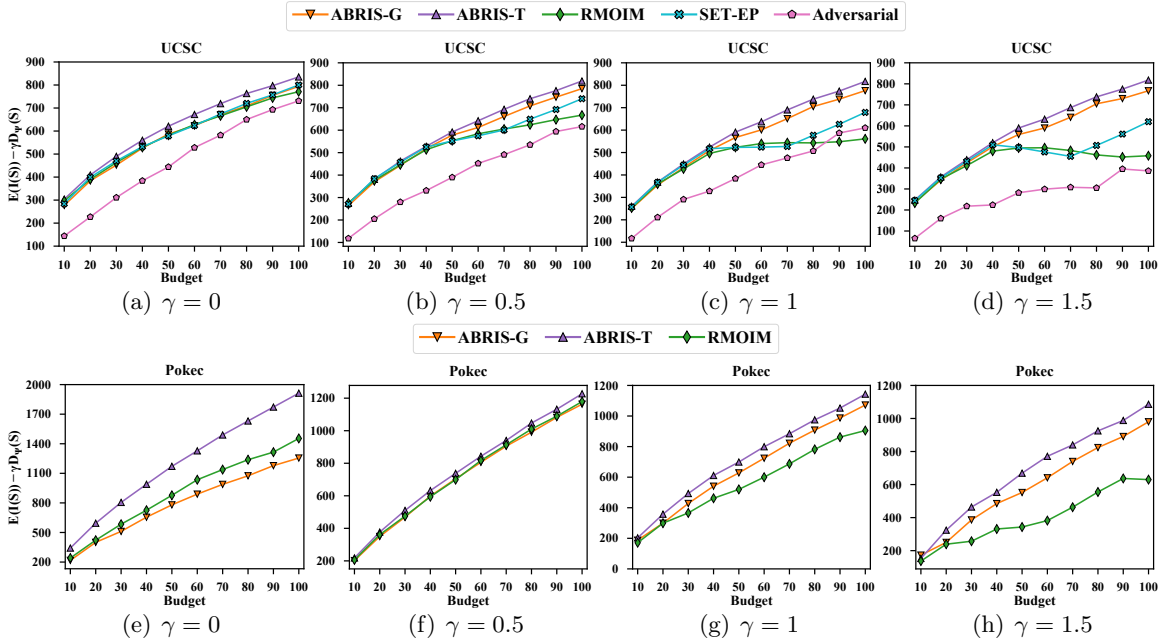 ABRIS-G ABRIS-T RMOIM SET-EP Adversarial
UCSC UCSC UCSC UCSC
E(I(S)) − γD_Ψ(S)
900
800
700
600
500
400
300
200
100
10 20 30 40 50 60 70 80 90 100
Budget
900
800
700
600
500
400
300
200
100
10 20 30 40 50 60 70 80 90 100
Budget
900
800
700
600
500
400
300
200
100
10 20 30 40 50 60 70 80 90 100
Budget
900
800
700
600
500
400
300
200
100
10 20 30 40 50 60 70 80 90 100
Budget
(a) γ = 0 (b) γ = 0.5 (c) γ = 1 (d) γ = 1.5
ABRIS-G ABRIS-T RMOIM
Pokec Pokec Pokec Pokec
E(I(S)) − γD_Ψ(S)
2000
1700
1400
1100
800
500
200
10 20 30 40 50 60 70 80 90 100
Budget
1200
1000
800
600
400
200
10 20 30 40 50 60 70 80 90 100
Budget
1200
1000
800
600
400
200
0
10 20 30 40 50 60 70 80 90 100
Budget
1200
1000
800
600
400
200
10 20 30 40 50 60 70 80 90 100
Budget
(e) γ = 0 (f) γ = 0.5 (g) γ = 1 (h) γ = 1.5